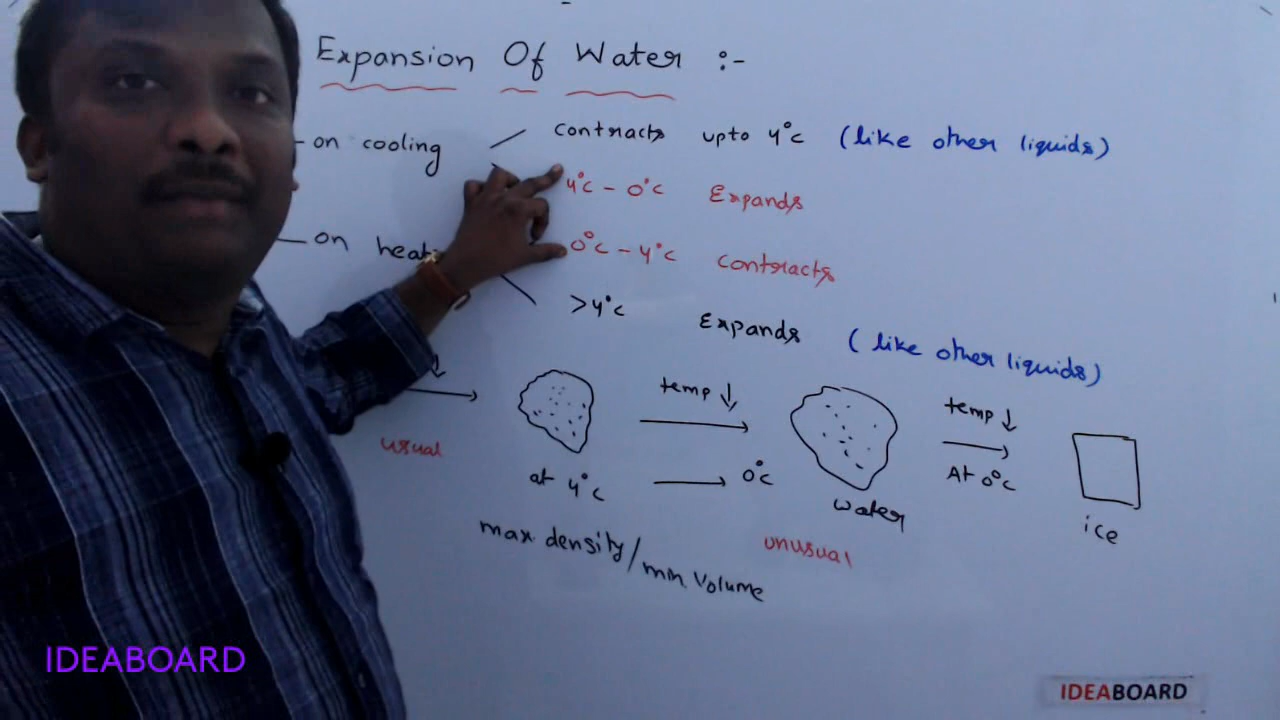 Expansion Of Water :-
on cooling
contracts upto 4°c (like other liquids)
4°c - 0°c Expands
on heati
0°c - 4°c contracts
>4°c Expands (like other liquids)
temp ↓
temp ↓
usual
at 4°c
0°c
At 0°c
water
ice
max density/min volume
unusual
IDEABOARD
IDEABOARD